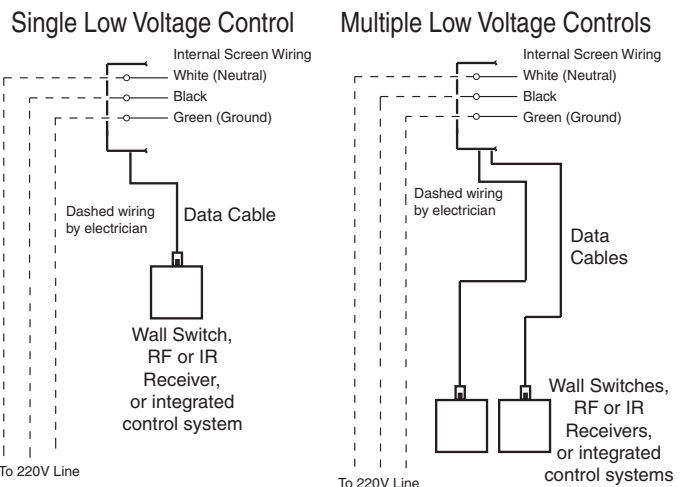 Single Low Voltage Control
Internal Screen Wiring
White (Neutral)
Black
Green (Ground)
Dashed wiring
by electrician
Data Cable
Wall Switch,
RF or IR
Receiver,
or integrated
control system
To 220V Line
Multiple Low Voltage Controls
Internal Screen Wiring
White (Neutral)
Black
Green (Ground)
Dashed wiring
by electrician
Data
Cables
Wall Switches,
RF or IR
Receivers,
or integrated
control systems
To 220V Line